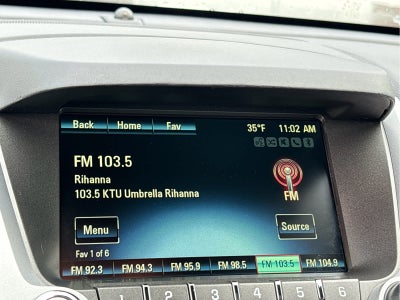 Back Home Fav 35°F 11:02 AM
FM 103.5
Rihanna
103.5 KTU Umbrella Rihanna
FM
Menu Source
Fav 1 of 6
FM 92.3 FM 94.3 FM 95.9 FM 98.5 FM 103.5 FM 104.9
1 2 3 4 5 6